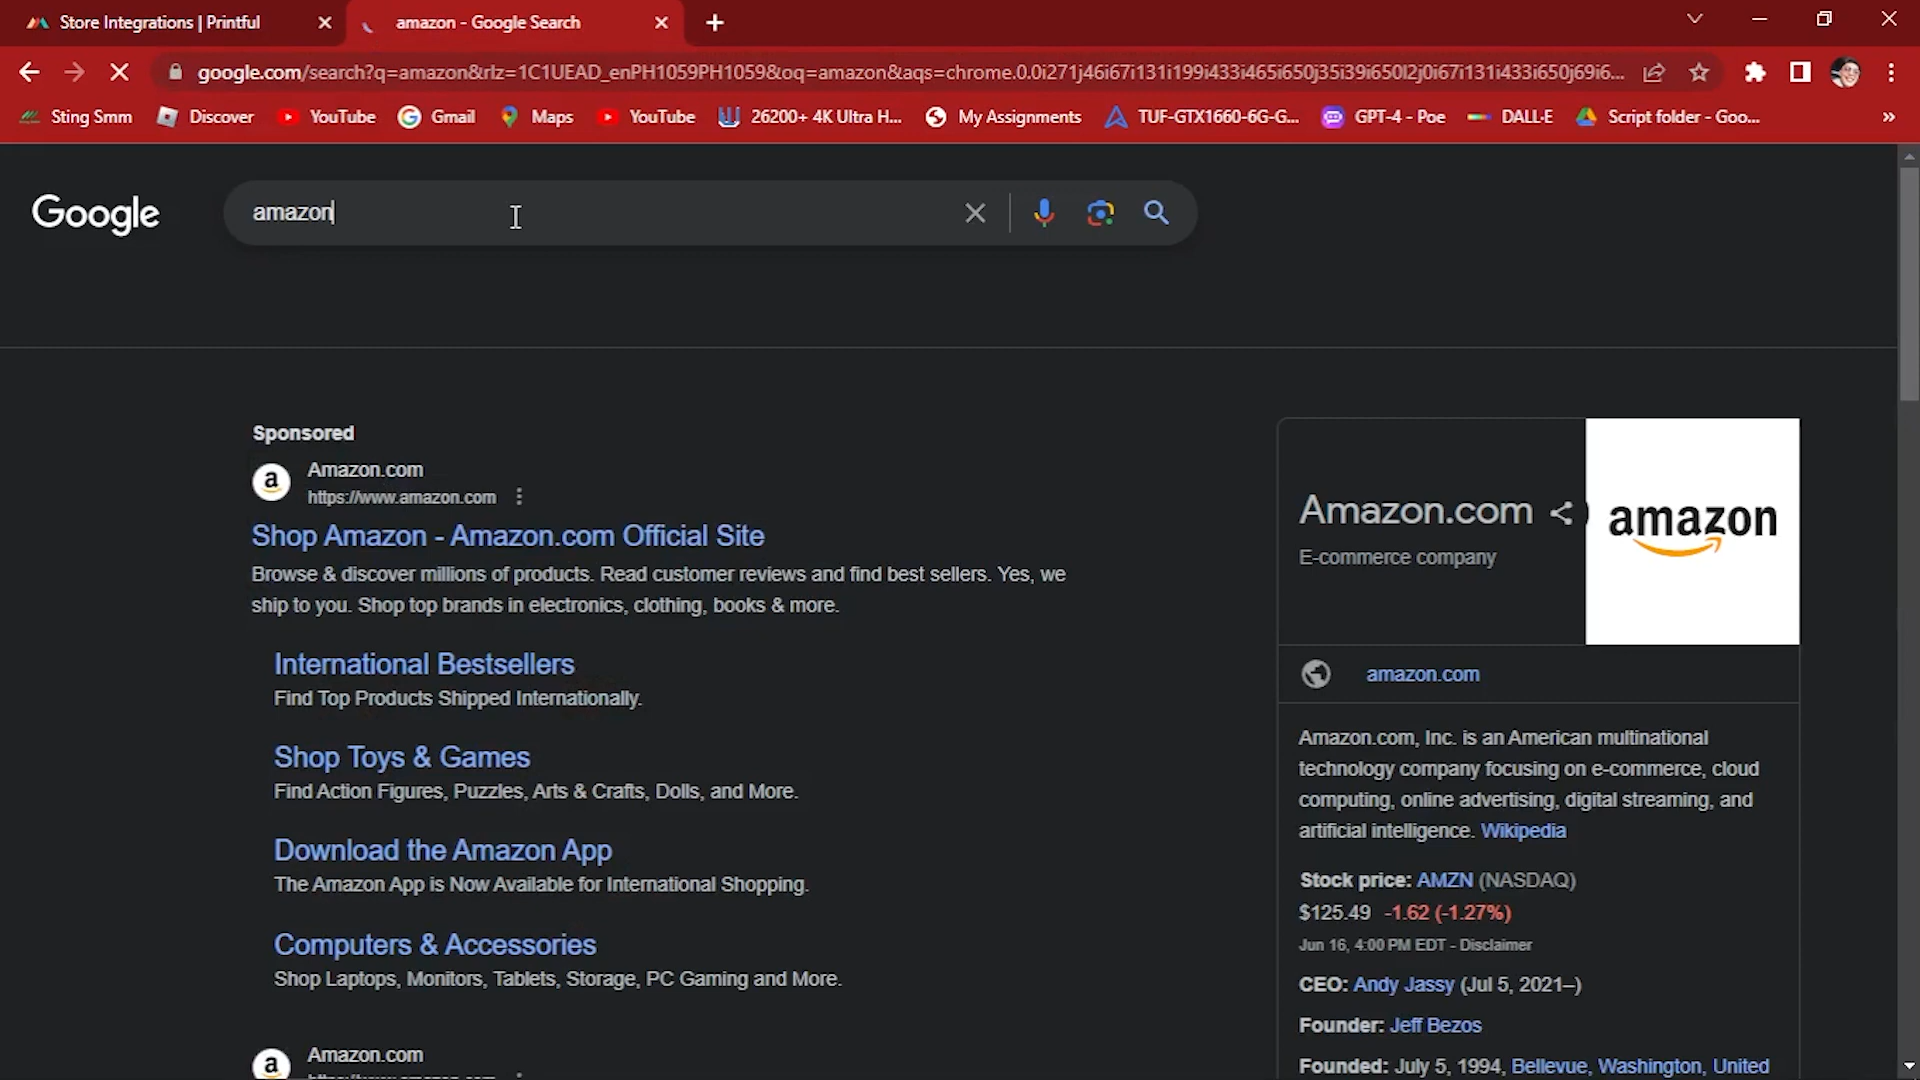 Store Integrations | Printful
amazon - Google Search
google.com/search?q=amazon&rlz=1C1UEAD_enPH1059PH1059&oq=amazon&aqs=chrome.0.0i271j46i67i131i199i433i465i650j35i39i650l2j0i67i131i433i650j69i6...
Sting Smm
Discover
YouTube
Gmail
Maps
YouTube
26200+ 4K Ultra H...
My Assignments
TUF-GTX1660-6G-G...
GPT-4 - Poe
DALL·E
Script folder - Goo...
»
Google
amazon
Sponsored
Amazon.com
https://www.amazon.com
Shop Amazon - Amazon.com Official Site
Browse & discover millions of products. Read customer reviews and find best sellers. Yes, we
ship to you. Shop top brands in electronics, clothing, books & more.
International Bestsellers
Find Top Products Shipped Internationally.
Shop Toys & Games
Find Action Figures, Puzzles, Arts & Crafts, Dolls, and More.
Download the Amazon App
The Amazon App is Now Available for International Shopping.
Computers & Accessories
Shop Laptops, Monitors, Tablets, Storage, PC Gaming and More.
Amazon.com
Amazon.com
E-commerce company
amazon
amazon.com
Amazon.com, Inc. is an American multinational
technology company focusing on e-commerce, cloud
computing, online advertising, digital streaming, and
artificial intelligence. Wikipedia
Stock price: AMZN (NASDAQ)
$125.49 -1.62 (-1.27%)
Jun 16, 4:00 PM EDT - Disclaimer
CEO: Andy Jassy (Jul 5, 2021–)
Founder: Jeff Bezos
Founded: July 5, 1994, Bellevue, Washington, United